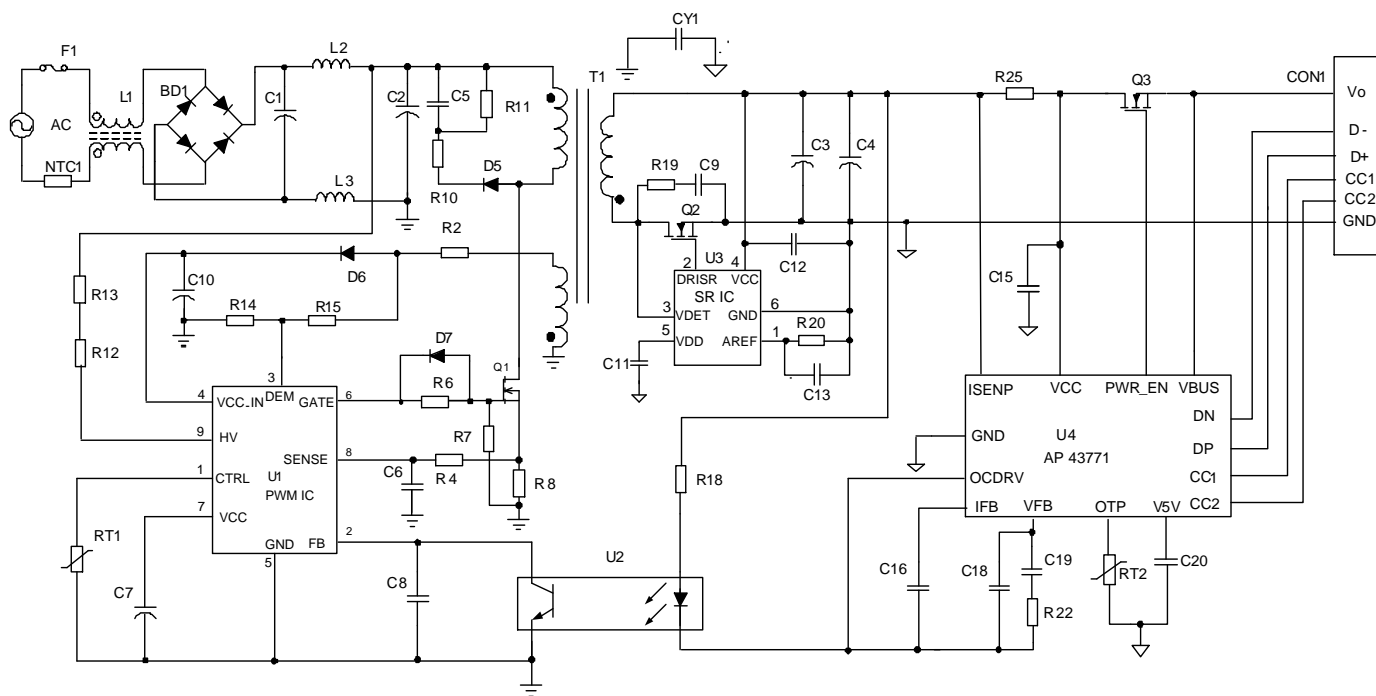 CY1
F1
L2
T1
R25
Q3
CON1
L1
BD1
C1
C2
C5
R11
Vo
AC
D-
C3
C4
D+
NTC1
D5
R19
C9
CC1
L3
R10
Q2
CC2
GND
R2
U3
2
4
C12
D6
DRISR
VCC
C10
SR IC
C15
R13
R14
R15
3
VDET
GND
6
R20
5
VDD
AREF
1
D7
R12
C11
Q1
C13
3
R6
4
VCC_IN
DEM
GATE
6
ISENP
VCC
PWR_EN
VBUS
DN
9
HV
R7
GND
U4
SENSE
8
C6
AP 43771
DP
1
CTRL
U1
R4
R8
R18
OCDRV
CC1
PWM IC
7
VCC
IFB
VFB
OTP
V5V
CC2
RT1
GND
FB
2
U2
5
C19
C16
C18
RT2
C20
C7
C8
R22